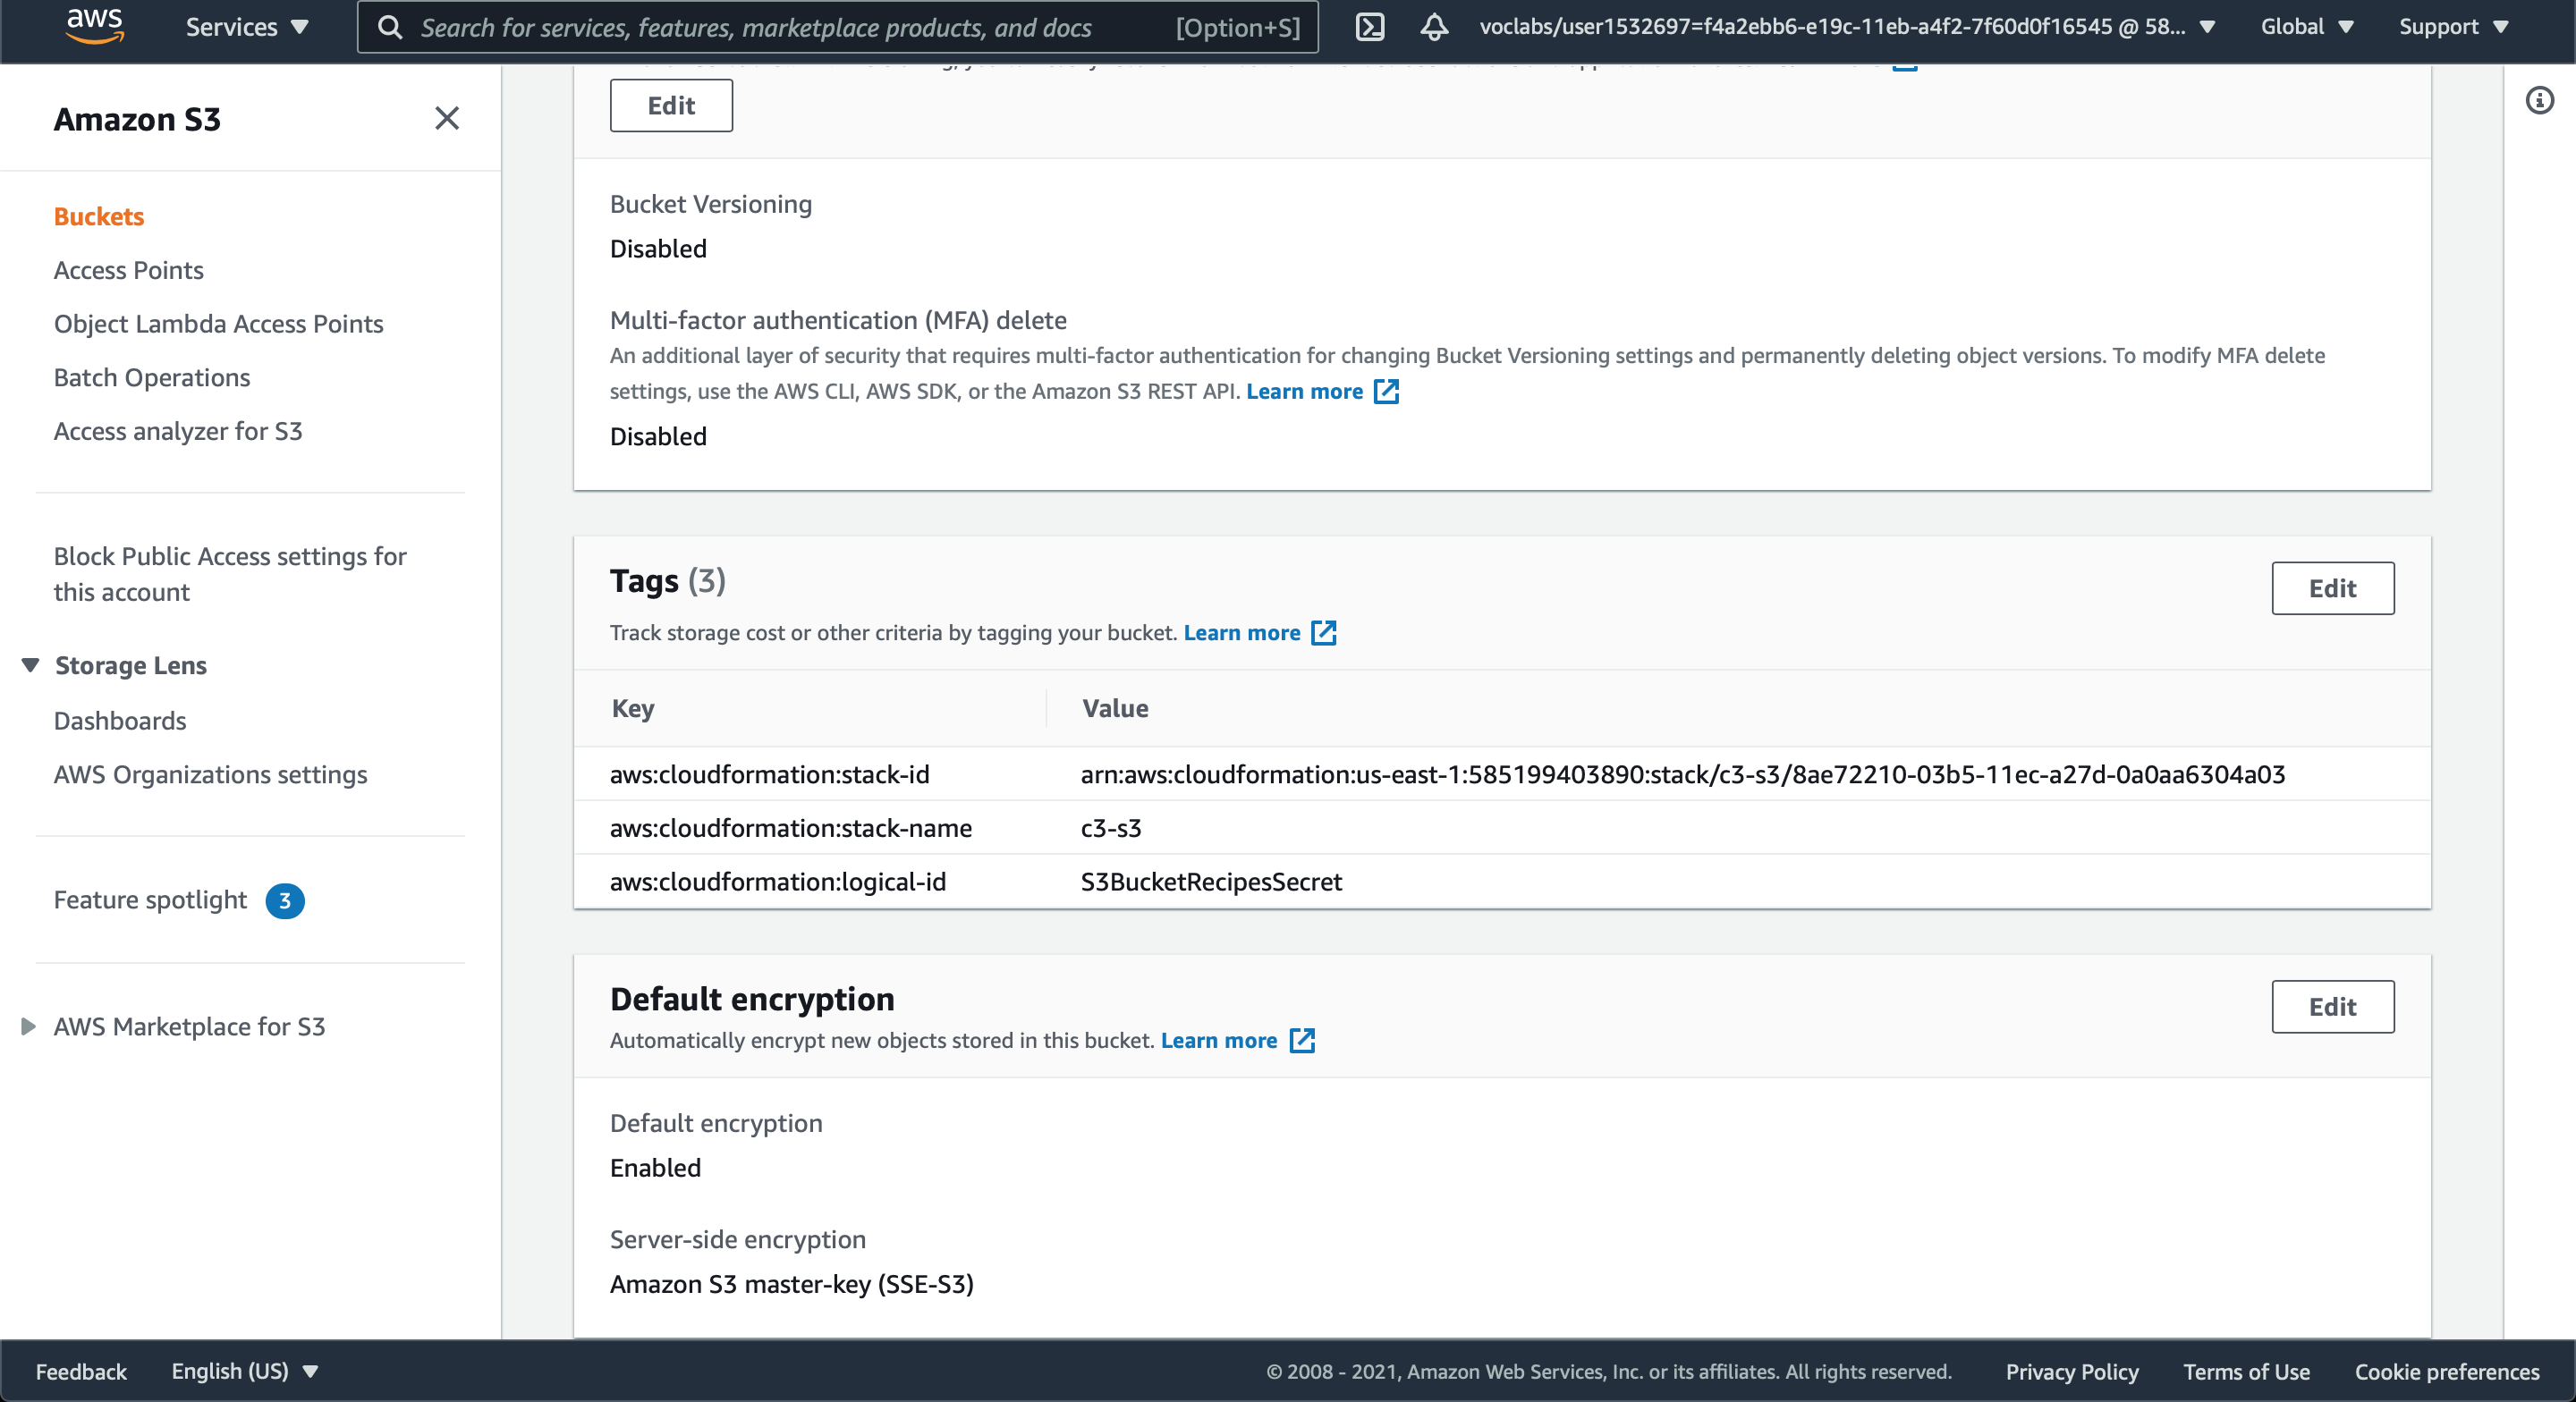 aws
Services
Search for services, features, marketplace products, and docs [Option+S]
voclabs/user1532697=f4a2ebb6-e19c-11eb-a4f2-7f60d0f16545 @ 58...
Global
Support
Amazon S3
Buckets
Access Points
Object Lambda Access Points
Batch Operations
Access analyzer for S3
Block Public Access settings for
this account
Storage Lens
Dashboards
AWS Organizations settings
Feature spotlight 3
AWS Marketplace for S3
Edit
Bucket Versioning
Disabled
Multi-factor authentication (MFA) delete
An additional layer of security that requires multi-factor authentication for changing Bucket Versioning settings and permanently deleting object versions. To modify MFA delete
settings, use the AWS CLI, AWS SDK, or the Amazon S3 REST API. Learn more
Disabled
Tags (3)
Edit
Track storage cost or other criteria by tagging your bucket. Learn more
Key Value
aws:cloudformation:stack-id arn:aws:cloudformation:us-east-1:585199403890:stack/c3-s3/8ae72210-03b5-11ec-a27d-0a0aa6304a03
aws:cloudformation:stack-name c3-s3
aws:cloudformation:logical-id S3BucketRecipesSecret
Default encryption
Edit
Automatically encrypt new objects stored in this bucket. Learn more
Default encryption
Enabled
Server-side encryption
Amazon S3 master-key (SSE-S3)
Feedback
English (US)
© 2008 - 2021, Amazon Web Services, Inc. or its affiliates. All rights reserved.
Privacy Policy
Terms of Use
Cookie preferences